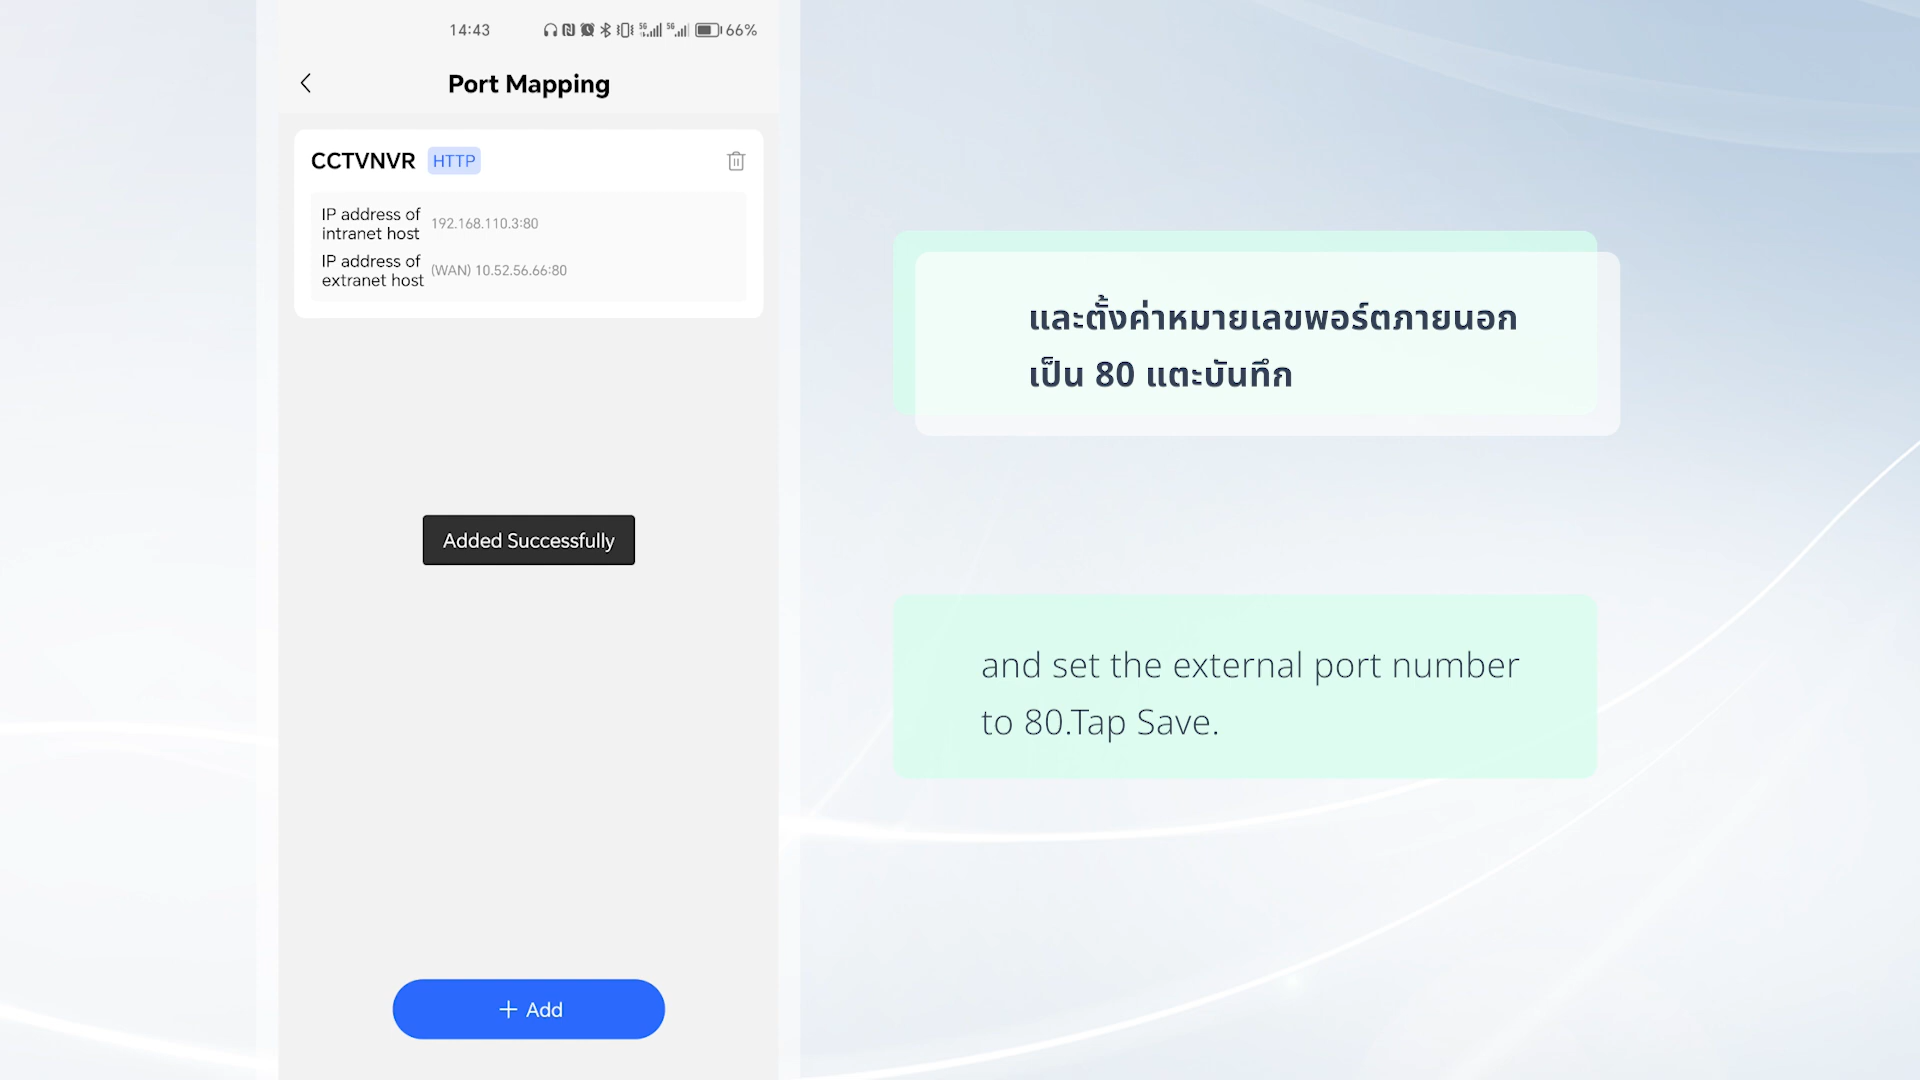 14:43
5G 5G 66%
Port Mapping
CCTVNVR HTTP
IP address of
intranet host 192.168.110.3:80
IP address of
extranet host (WAN) 10.52.56.66:80
Added Successfully
+ Add
และตั้งค่าหมายเลขพอร์ตภายนอก
เป็น 80 แตะบันทึก
and set the external port number
to 80.Tap Save.